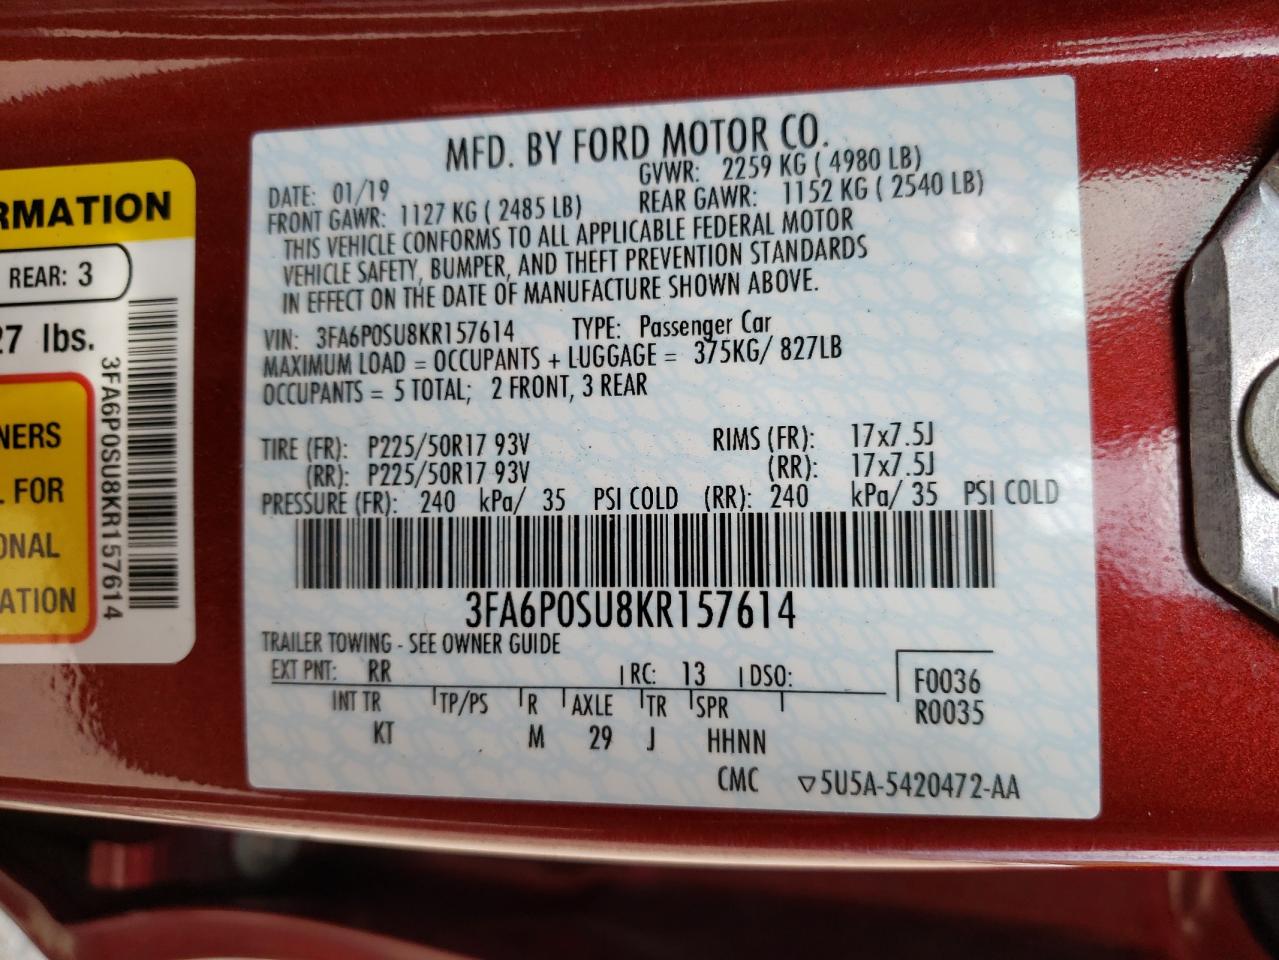 RMATION
REAR: 3
27 lbs.
3FA6P0SU8KR157614
NERS
FOR
ONAL
ATION
MFD. BY FORD MOTOR CO.
DATE: 01/19 GVWR: 2259 KG ( 4980 LB)
FRONT GAWR: 1127 KG ( 2485 LB) REAR GAWR: 1152 KG ( 2540 LB)
THIS VEHICLE CONFORMS TO ALL APPLICABLE FEDERAL MOTOR
VEHICLE SAFETY, BUMPER, AND THEFT PREVENTION STANDARDS
IN EFFECT ON THE DATE OF MANUFACTURE SHOWN ABOVE.
VIN: 3FA6P0SU8KR157614 TYPE: Passenger Car
MAXIMUM LOAD = OCCUPANTS + LUGGAGE = 375KG/ 827LB
OCCUPANTS = 5 TOTAL; 2 FRONT, 3 REAR
TIRE (FR): P225/50R17 93V RIMS (FR): 17x7.5J
(RR): P225/50R17 93V (RR): 17x7.5J
PRESSURE (FR): 240 kPa/ 35 PSI COLD (RR): 240 kPa/ 35 PSI COLD
3FA6P0SU8KR157614
TRAILER TOWING - SEE OWNER GUIDE
EXT PNT: RR RC: 13 DSO: F0036
INT TR TP/PS R AXLE TR SPR R0035
KT M 29 J HHNN
CMC ▽5U5A-5420472-AA